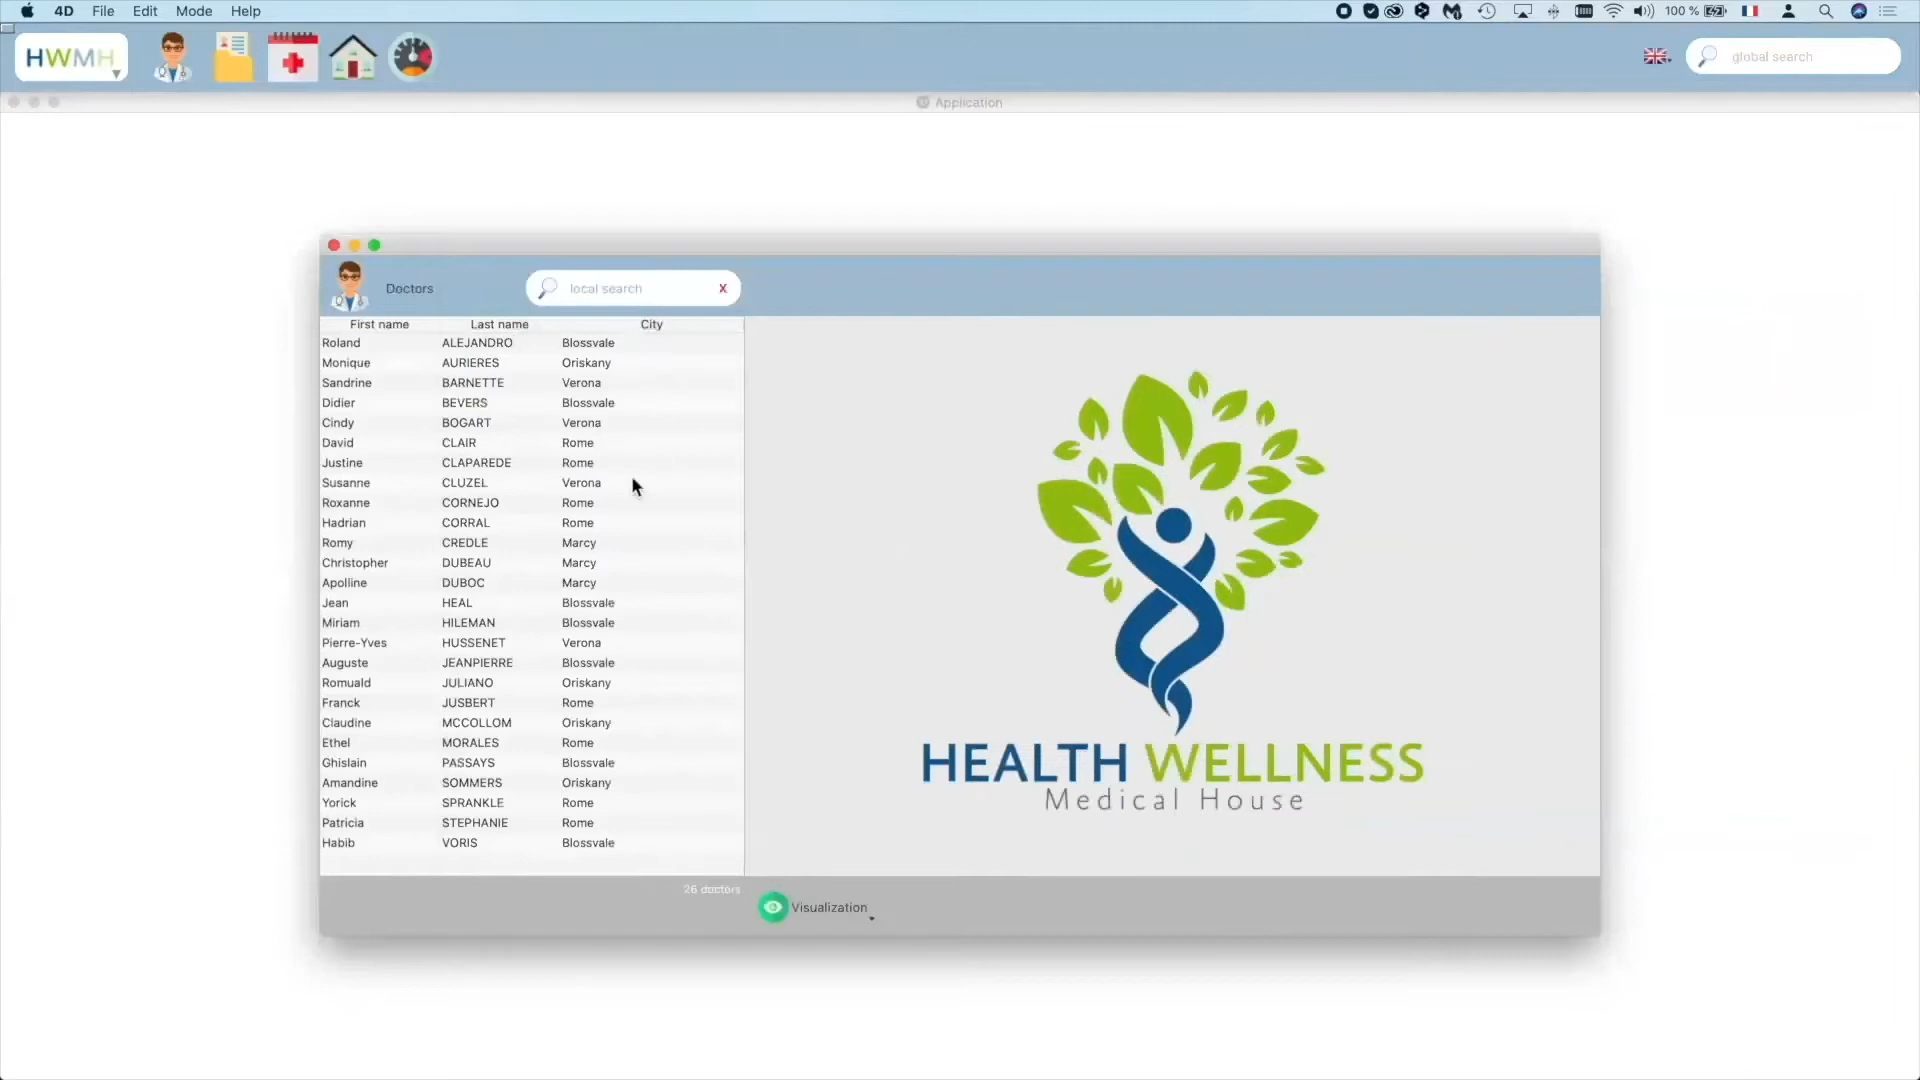 4D File Edit Mode Help
100 %
HWMH
global search
Application
Doctors
local search X
First name Last name City
Roland ALEJANDRO Blossvale
Monique AURIERES Oriskany
Sandrine BARNETTE Verona
Didier BEVERS Blossvale
Cindy BOGART Verona
David CLAIR Rome
Justine CLAPAREDE Rome
Susanne CLUZEL Verona
Roxanne CORNEJO Rome
Hadrian CORRAL Rome
Romy CREDLE Marcy
Christopher DUBEAU Marcy
Apolline DUBOC Marcy
Jean HEAL Blossvale
Miriam HILEMAN Blossvale
Pierre-Yves HUSSENET Verona
Auguste JEANPIERRE Blossvale
Romuald JULIANO Oriskany
Franck JUSBERT Rome
Claudine MCCOLLOM Oriskany
Ethel MORALES Rome
Ghislain PASSAYS Blossvale
Amandine SOMMERS Oriskany
Yorick SPRANKLE Rome
Patricia STEPHANIE Rome
Habib VORIS Blossvale
HEALTH WELLNESS
Medical House
26 doctors
Visualization